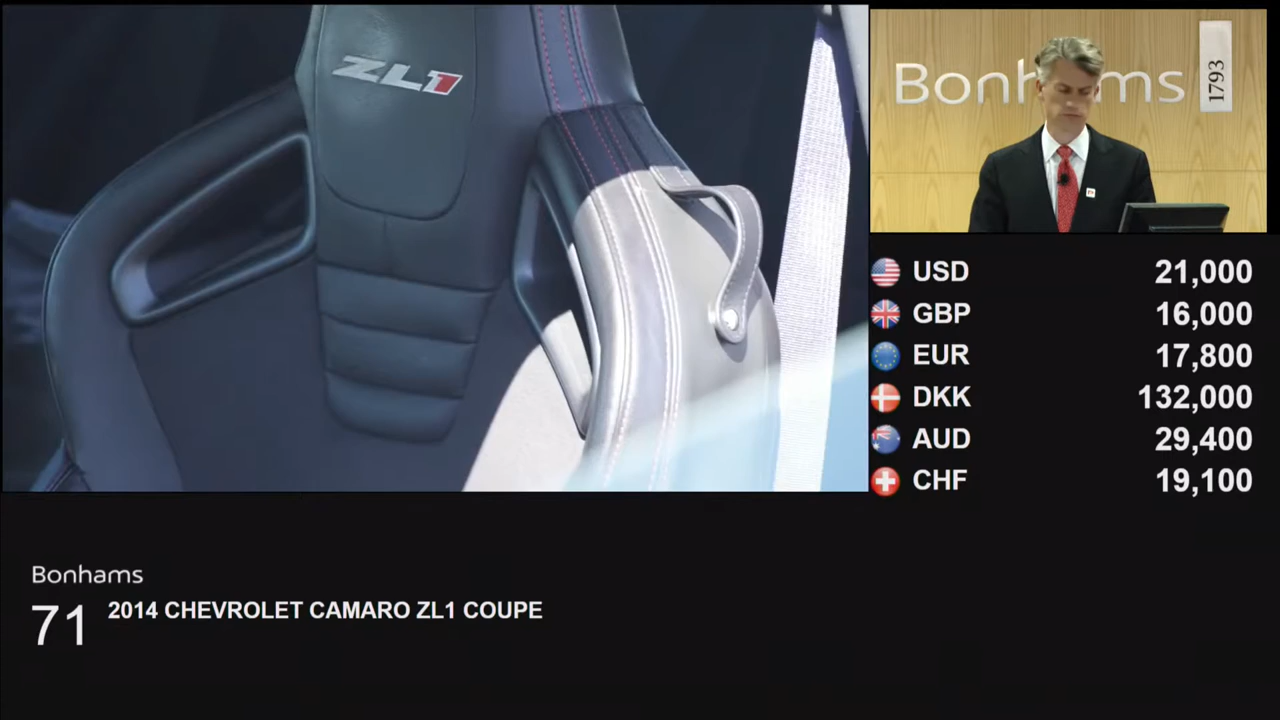 ZL1
Bonhams
1793
USD 21,000
GBP 16,000
EUR 17,800
DKK 132,000
AUD 29,400
CHF 19,100
Bonhams
71 2014 CHEVROLET CAMARO ZL1 COUPE